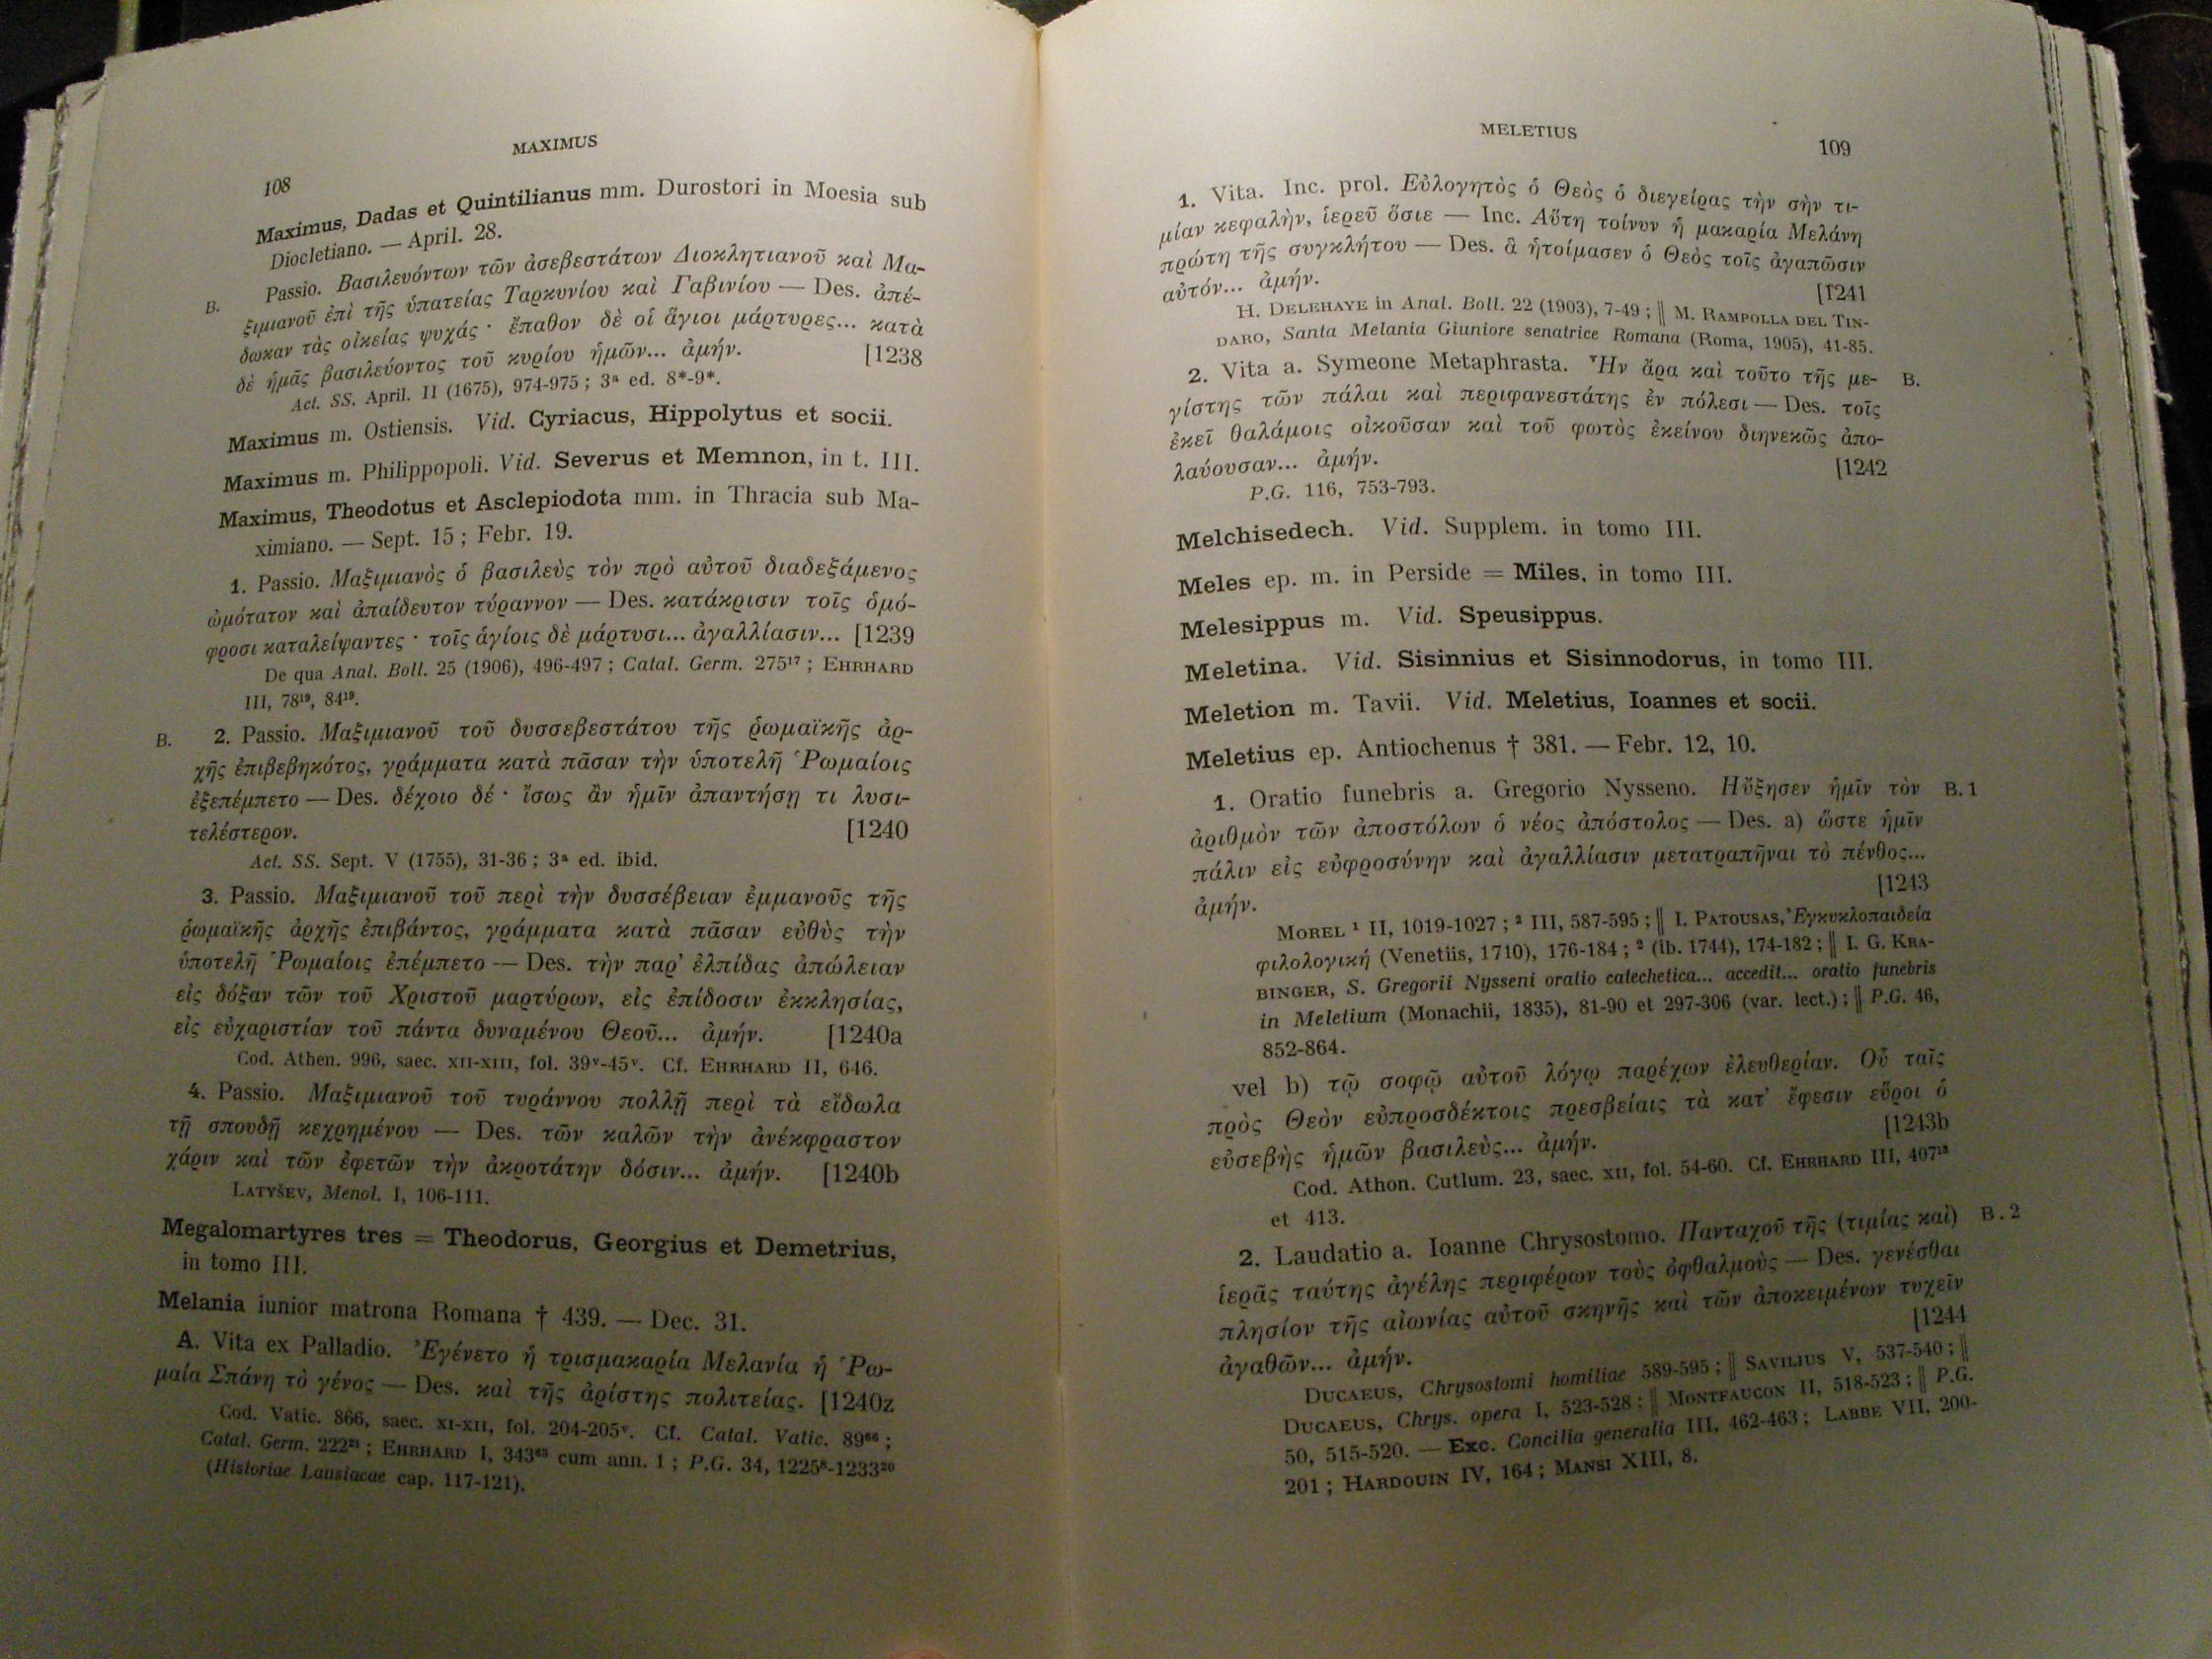 MAXIMUS
108
Maximus, Dadas et Quintilianus mm. Durostori in Moesia sub
Diocletiano. — April. 28.
B. Passio. Βασιλευόντων τῶν ἀσεβεστάτων Διοκλητιανοῦ καὶ Μα-
ξιμιανοῦ ἐπὶ τῆς ὑπατείας Ταρκυνίου καὶ Γαβινίου — Des. ἀπέ-
δωκαν τὰς οἰκείας ψυχάς · ἔπαθον δὲ οἱ ἅγιοι μάρτυρες... κατὰ
δὲ ἡμᾶς βασιλεύοντος τοῦ κυρίου ἡμῶν... ἀμήν. [1238
Act. SS. April. II (1675), 974-975 ; 3ª ed. 8*-9*.
Maximus m. Ostiensis. Vid. Cyriacus, Hippolytus et socii.
Maximus m. Philippopoli. Vid. Severus et Memnon, in t. III.
Maximus, Theodotus et Asclepiodota mm. in Thracia sub Ma-
ximiano. — Sept. 15 ; Febr. 19.
1. Passio. Μαξιμιανὸς ὁ βασιλεὺς τὸν πρὸ αὐτοῦ διαδεξάμενος
ὠμότατον καὶ ἀπαίδευτον τύραννον — Des. κατάκρισιν τοῖς ὁμό-
φροσι καταλείψαντες · τοῖς ἁγίοις δὲ μάρτυσι... ἀγαλλίασιν... [1239
De qua Anal. Boll. 25 (1906), 496-497 ; Catal. Germ. 275¹⁷ ; EHRHARD
III, 78¹⁹, 84¹⁹.
B. 2. Passio. Μαξιμιανοῦ τοῦ δυσσεβεστάτου τῆς ῥωμαϊκῆς ἀρ-
χῆς ἐπιβεβηκότος, γράμματα κατὰ πᾶσαν τὴν ὑποτελῆ Ῥωμαίοις
ἐξεπέμπετο — Des. δέχοιο δέ · ἴσως ἂν ἡμῖν ἀπαντήσῃ τι λυσι-
τελέστερον. [1240
Act. SS. Sept. V (1755), 31-36 ; 3ª ed. ibid.
3. Passio. Μαξιμιανοῦ τοῦ περὶ τὴν δυσσέβειαν ἐμμανοῦς τῆς
ῥωμαϊκῆς ἀρχῆς ἐπιβάντος, γράμματα κατὰ πᾶσαν εὐθὺς τὴν
ὑποτελῆ Ῥωμαίοις ἐπέμπετο — Des. τὴν παρ’ ἐλπίδας ἀπώλειαν
εἰς δόξαν τῶν τοῦ Χριστοῦ μαρτύρων, εἰς ἐπίδοσιν ἐκκλησίας,
εἰς εὐχαριστίαν τοῦ πάντα δυναμένου Θεοῦ... ἀμήν. [1240a
Cod. Athen. 996, saec. XII-XIII, fol. 39ᵛ-45ᵛ. Cf. EHRHARD II, 646.
4. Passio. Μαξιμιανοῦ τοῦ τυράννου πολλῇ περὶ τὰ εἴδωλα
τῇ σπουδῇ κεχρημένου — Des. τῶν καλῶν τὴν ἀνέκφραστον
χάριν καὶ τῶν ἐφετῶν τὴν ἀκροτάτην δόσιν... ἀμήν. [1240b
LATYŠEV, Menol. I, 106-111.
Megalomartyres tres = Theodorus, Georgius et Demetrius,
in tomo III.
Melania iunior matrona Romana † 439. — Dec. 31.
A. Vita ex Palladio. Ἐγένετο ἡ τρισμακαρία Μελανία ἡ Ῥω-
μαία Σπάνη τὸ γένος — Des. καὶ τῆς ἀρίστης πολιτείας. [1240z
Cod. Vatic. 866, saec. XI-XII, fol. 204-205ᵛ. Cf. Catal. Vatic. 89⁶⁶ ;
Catal. Germ. 222²¹ ; EHRHARD I, 343⁶³ cum ann. 1 ; P.G. 34, 1225⁸-1233²⁰
(Historiae Lausiacae cap. 117-121).
MELETIUS
109
1. Vita. Inc. prol. Εὐλογητὸς ὁ Θεὸς ὁ διεγείρας τὴν σὴν τι-
μίαν κεφαλὴν, ἱερεῦ ὅσιε — Inc. Αὕτη τοίνυν ἡ μακαρία Μελάνη
πρώτη τῆς συγκλήτου — Des. ἃ ἡτοίμασεν ὁ Θεὸς τοῖς ἀγαπῶσιν
αὐτόν... ἀμήν. [1241
H. DELEHAYE in Anal. Boll. 22 (1903), 7-49 ; || M. RAMPOLLA DEL TIN-
DARO, Santa Melania Giuniore senatrice Romana (Roma, 1905), 41-85.
2. Vita a. Symeone Metaphrasta. Ἦν ἄρα καὶ τοῦτο τῆς με- B.
γίστης τῶν πάλαι καὶ περιφανεστάτης ἐν πόλεσι — Des. τοῖς
ἐκεῖ θαλάμοις οἰκοῦσαν καὶ τοῦ φωτὸς ἐκείνου διηνεκῶς ἀπο-
λαύουσαν... ἀμήν. [1242
P.G. 116, 753-793.
Melchisedech. Vid. Supplem. in tomo III.
Meles ep. m. in Perside = Miles, in tomo III.
Melesippus m. Vid. Speusippus.
Meletina. Vid. Sisinnius et Sisinnodorus, in tomo III.
Meletion m. Tavii. Vid. Meletius, Ioannes et socii.
Meletius ep. Antiochenus † 381. — Febr. 12, 10.
1. Oratio funebris a. Gregorio Nysseno. Ηὔξησεν ἡμῖν τὸν B. 1
ἀριθμὸν τῶν ἀποστόλων ὁ νέος ἀπόστολος — Des. a) ὥστε ἡμῖν
πάλιν εἰς εὐφροσύνην καὶ ἀγαλλίασιν μετατραπῆναι τὸ πένθος...
ἀμήν. [1243
MOREL ¹ II, 1019-1027 ; ² III, 587-595 ; || I. PATOUSAS, Ἐγκυκλοπαιδεία
φιλολογική (Venetiis, 1710), 176-184 ; ² (ib. 1744), 174-182 ; || I. G. KRA-
BINGER, S. Gregorii Nysseni oratio catechetica... accedit... oratio funebris
in Meletium (Monachii, 1835), 81-90 et 297-306 (var. lect.) ; || P.G. 46,
852-864.
vel b) τῷ σοφῷ αὐτοῦ λόγῳ παρέχων ἐλευθερίαν. Οὗ ταῖς
πρὸς Θεὸν εὐπροσδέκτοις πρεσβείαις τὰ κατ’ ἔφεσιν εὕροι ὁ
εὐσεβὴς ἡμῶν βασιλεὺς... ἀμήν. [1243b
Cod. Athon. Cutlum. 23, saec. XII, fol. 54-60. Cf. EHRHARD III, 407¹⁸
et 413.
2. Laudatio a. Ioanne Chrysostomo. Πανταχοῦ τῆς (τιμίας καὶ) B. 2
ἱερᾶς ταύτης ἀγέλης περιφέρων τοὺς ὀφθαλμοὺς — Des. γενέσθαι
πλησίον τῆς αἰωνίας αὐτοῦ σκηνῆς καὶ τῶν ἀποκειμένων τυχεῖν
ἀγαθῶν... ἀμήν. [1244
DUCAEUS, Chrysostomi homiliae 589-595 ; || SAVILIUS V, 537-540 ; ||
DUCAEUS, Chrys. opera I, 523-528 ; || MONTFAUCON II, 518-523 ; || P.G.
50, 515-520. — Exc. Concilia generalia III, 462-463 ; LABBE VII, 200-
201 ; HARDOUIN IV, 164 ; MANSI XIII, 8.